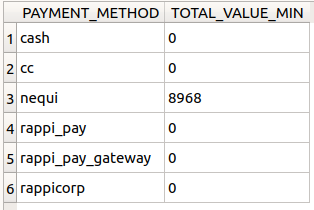 PAYMENT_METHOD TOTAL_VALUE_MIN
1 cash 0
2 cc 0
3 nequi 8968
4 rappi_pay 0
5 rappi_pay_gateway 0
6 rappicorp 0